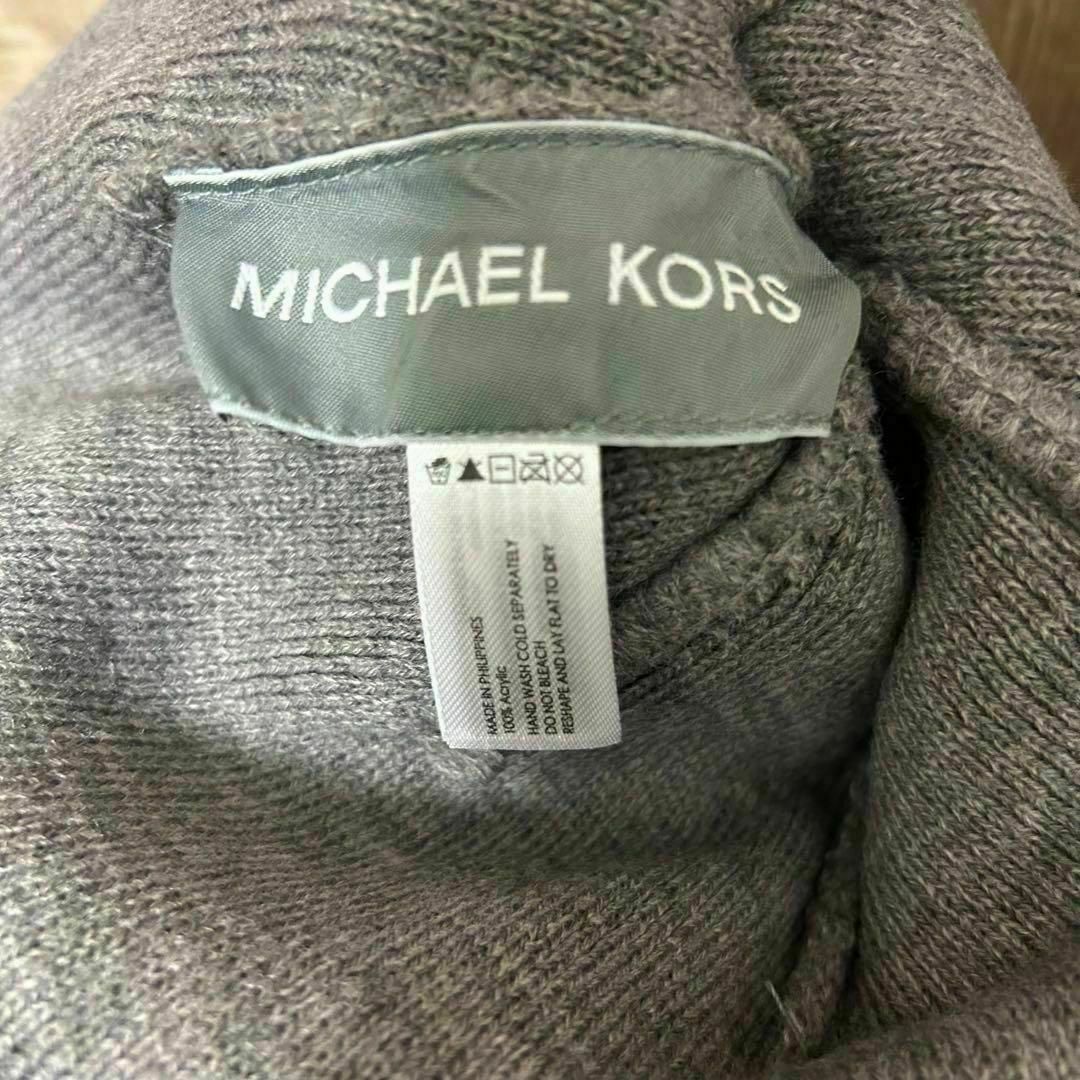 MICHAEL KORS
MADE IN PHILIPPINES
100% Acrylic
HAND WASH COLD SEPARATELY
DO NOT BLEACH
RESHAPE AND LAY FLAT TO DRY